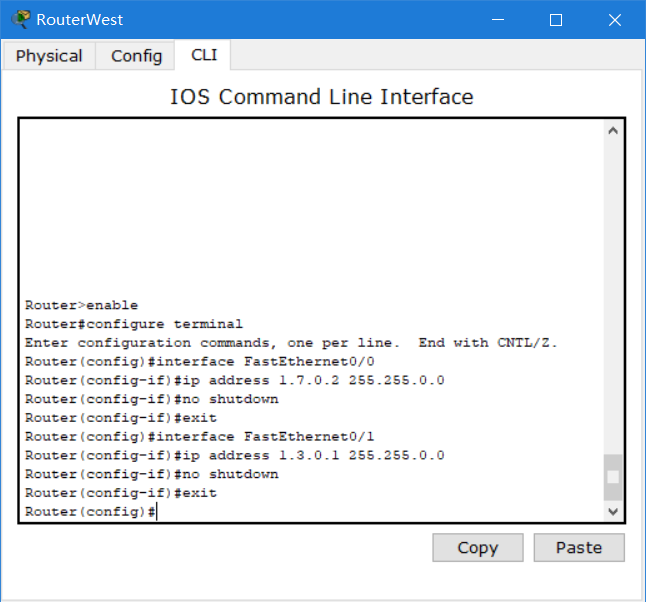 RouterWest
Physical Config CLI
IOS Command Line Interface
Router>enable
Router#configure terminal
Enter configuration commands, one per line.  End with CNTL/Z.
Router(config)#interface FastEthernet0/0
Router(config-if)#ip address 1.7.0.2 255.255.0.0
Router(config-if)#no shutdown
Router(config-if)#exit
Router(config)#interface FastEthernet0/1
Router(config-if)#ip address 1.3.0.1 255.255.0.0
Router(config-if)#no shutdown
Router(config-if)#exit
Router(config)#
Copy Paste